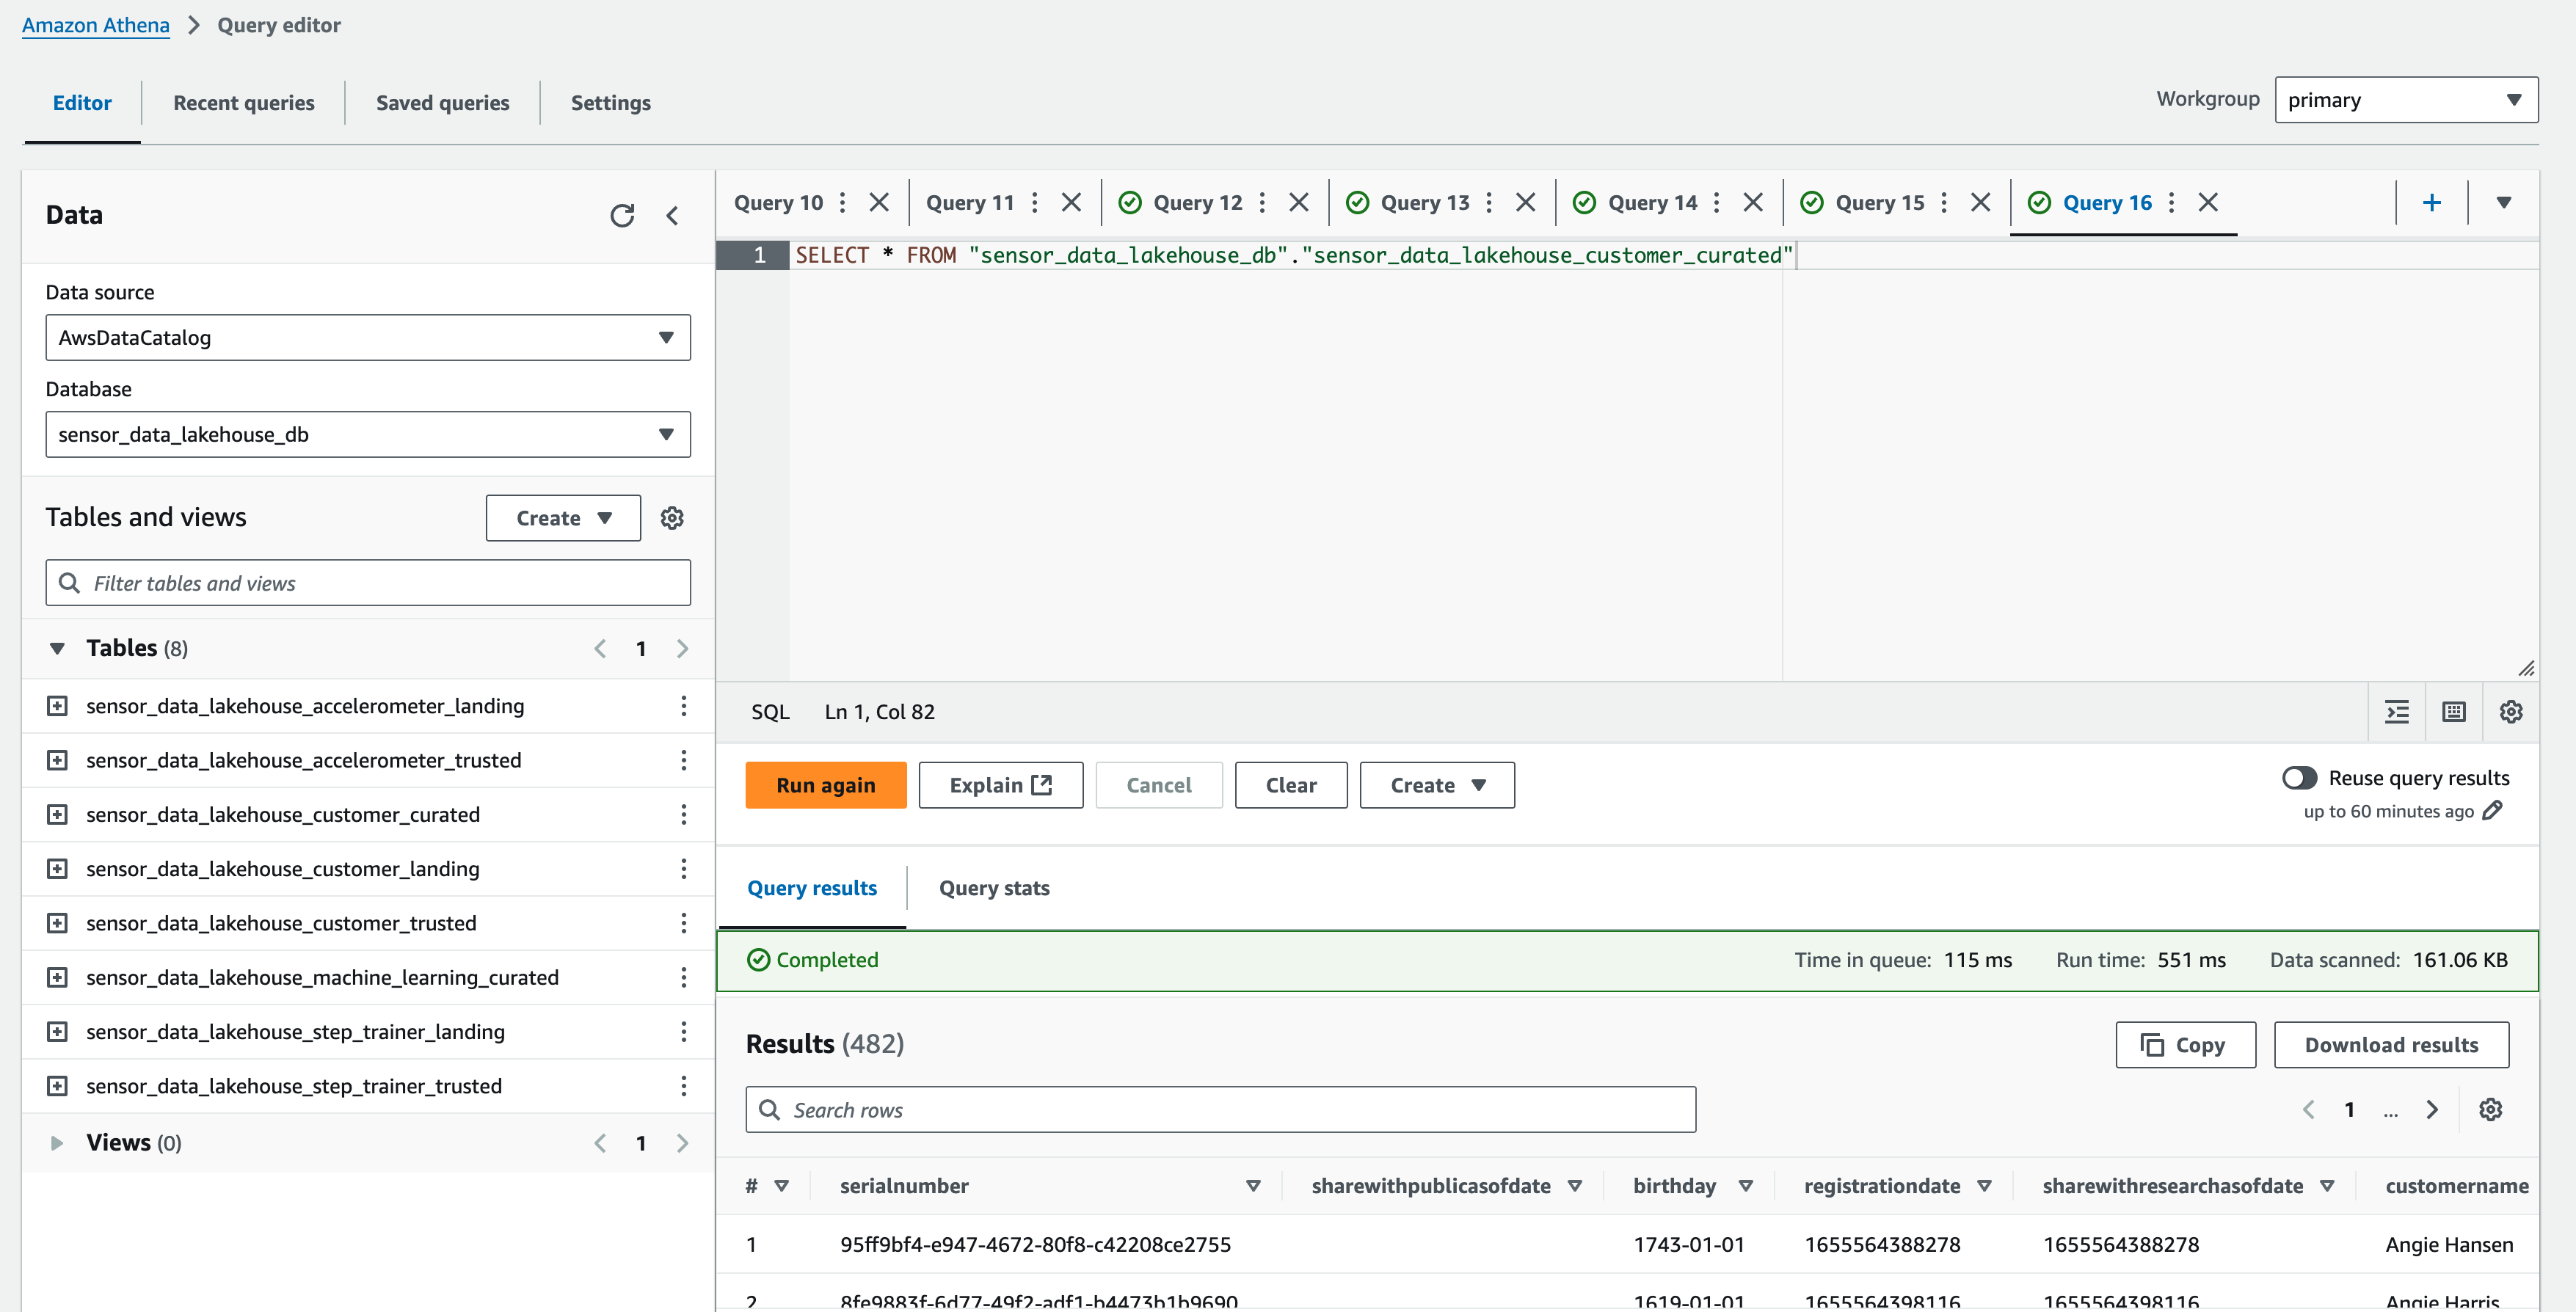 Amazon Athena > Query editor
Editor Recent queries Saved queries Settings
Workgroup primary
Data
Data source
AwsDataCatalog
Database
sensor_data_lakehouse_db
Tables and views
Create
Filter tables and views
Tables (8) 1
sensor_data_lakehouse_accelerometer_landing
sensor_data_lakehouse_accelerometer_trusted
sensor_data_lakehouse_customer_curated
sensor_data_lakehouse_customer_landing
sensor_data_lakehouse_customer_trusted
sensor_data_lakehouse_machine_learning_curated
sensor_data_lakehouse_step_trainer_landing
sensor_data_lakehouse_step_trainer_trusted
Views (0) 1
Query 10 Query 11 Query 12 Query 13 Query 14 Query 15 Query 16
1 SELECT * FROM "sensor_data_lakehouse_db"."sensor_data_lakehouse_customer_curated"
SQL Ln 1, Col 82
Run again Explain Cancel Clear Create
Reuse query results
up to 60 minutes ago
Query results Query stats
Completed Time in queue: 115 ms Run time: 551 ms Data scanned: 161.06 KB
Results (482)
Copy Download results
Search rows
1 ...
# serialnumber sharewithpublicasofdate birthday registrationdate sharewithresearchasofdate customername
1 95ff9bf4-e947-4672-80f8-c42208ce2755 1743-01-01 1655564388278 1655564388278 Angie Hansen
2 8fe9883f-6d77-49f2-adf1-b4473b1b9690 1619-01-01 1655564398116 1655564398116 Angie Harris